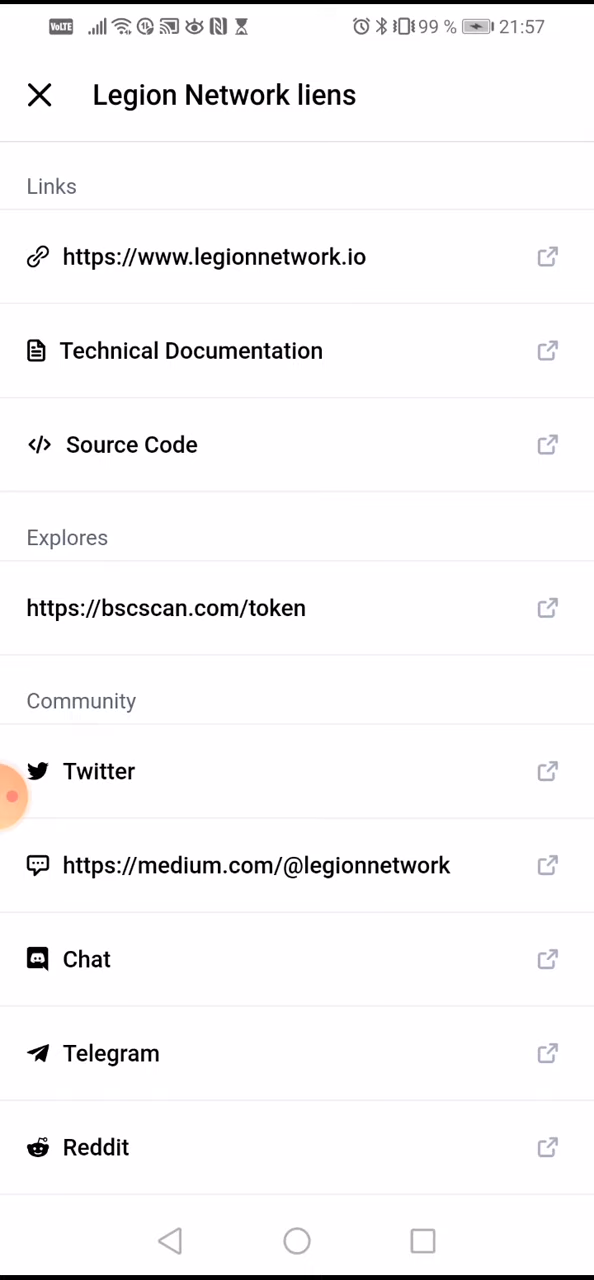 VoLTE 99 % 21:57
Legion Network liens
Links
https://www.legionnetwork.io
Technical Documentation
Source Code
Explores
https://bscscan.com/token
Community
Twitter
https://medium.com/@legionnetwork
Chat
Telegram
Reddit